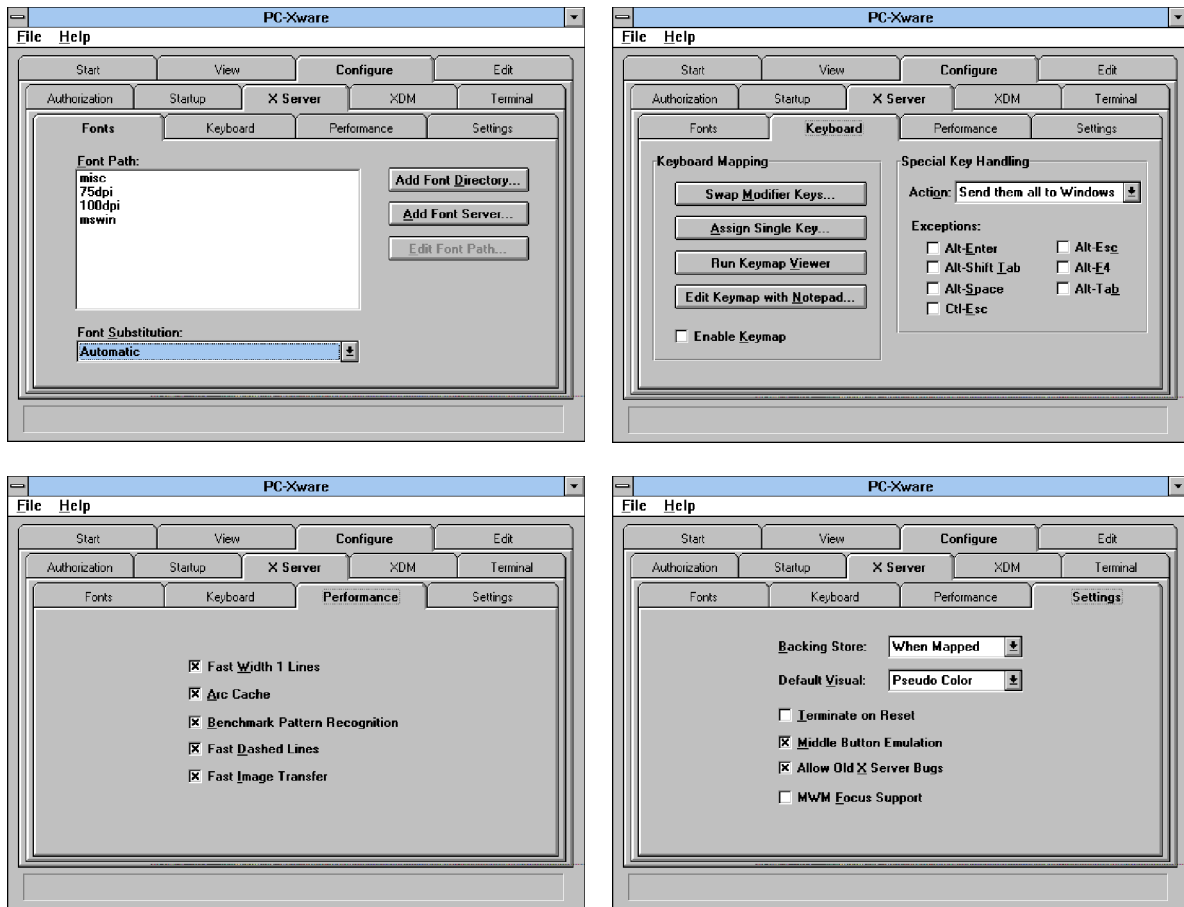 PC-Xware
File Help
Start View Configure Edit
Authorization Startup X Server XDM Terminal
Fonts Keyboard Performance Settings
Font Path:
misc
75dpi
100dpi
mswin
Add Font Directory...
Add Font Server...
Edit Font Path...
Font Substitution:
Automatic
PC-Xware
File Help
Start View Configure Edit
Authorization Startup X Server XDM Terminal
Fonts Keyboard Performance Settings
Keyboard Mapping
Swap Modifier Keys...
Assign Single Key...
Run Keymap Viewer
Edit Keymap with Notepad...
Enable Keymap
Special Key Handling
Action: Send them all to Windows
Exceptions:
Alt-Enter Alt-Esc
Alt-Shift Tab Alt-F4
Alt-Space Alt-Tab
Ctl-Esc
PC-Xware
File Help
Start View Configure Edit
Authorization Startup X Server XDM Terminal
Fonts Keyboard Performance Settings
Fast Width 1 Lines
Arc Cache
Benchmark Pattern Recognition
Fast Dashed Lines
Fast Image Transfer
PC-Xware
File Help
Start View Configure Edit
Authorization Startup X Server XDM Terminal
Fonts Keyboard Performance Settings
Backing Store: When Mapped
Default Visual: Pseudo Color
Terminate on Reset
Middle Button Emulation
Allow Old X Server Bugs
MWM Focus Support